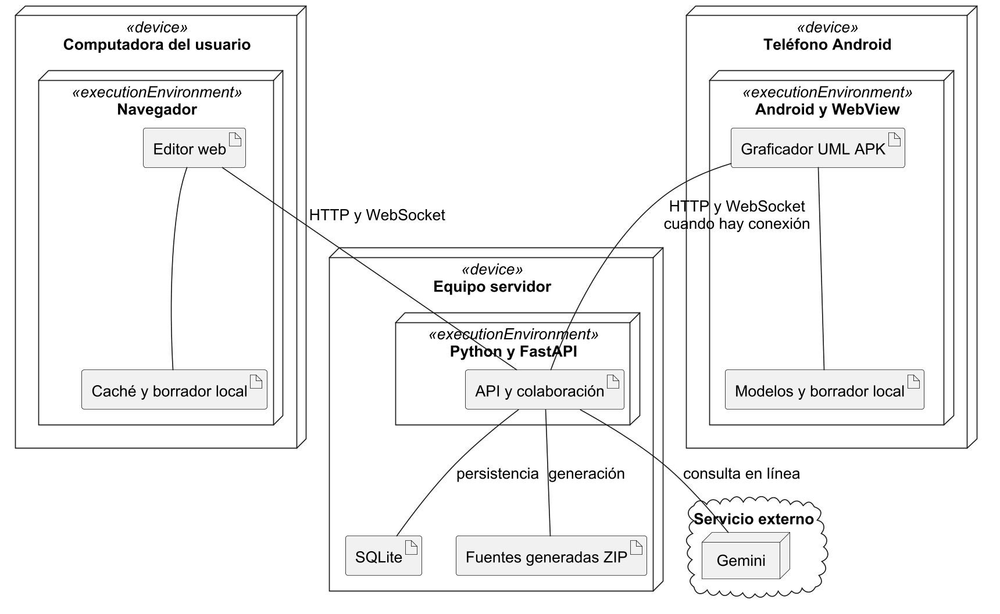 «device»
Computadora del usuario
«executionEnvironment»
Navegador
Editor web
Caché y borrador local
HTTP y WebSocket
«device»
Teléfono Android
«executionEnvironment»
Android y WebView
Graficador UML APK
HTTP y WebSocket
cuando hay conexión
Modelos y borrador local
«device»
Equipo servidor
«executionEnvironment»
Python y FastAPI
API y colaboración
persistencia
generación
consulta en línea
SQLite
Fuentes generadas ZIP
Servicio externo
Gemini